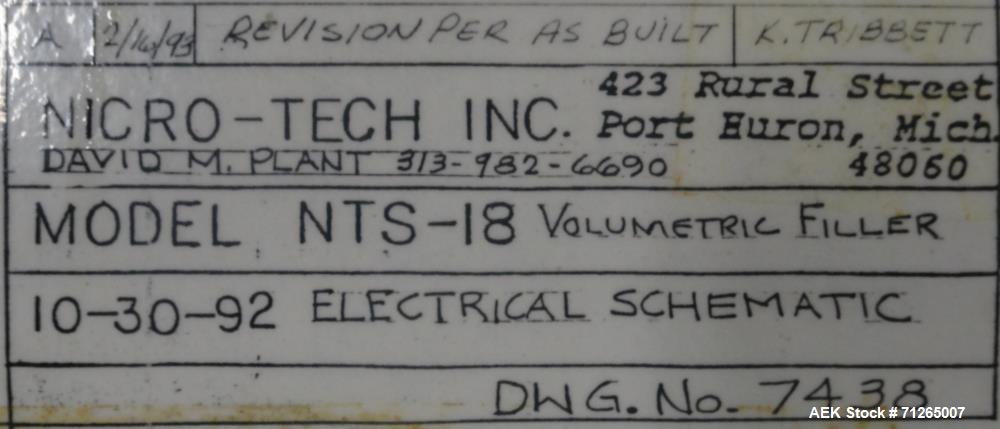 A 2/16/93 REVISION PER AS BUILT K. TRIBBETT
NICRO-TECH INC. 423 Rural Street
Port Huron, Mich.
DAVID M. PLANT 313-982-6690 48060
MODEL NTS-18 VOLUMETRIC FILLER
10-30-92 ELECTRICAL SCHEMATIC
DWG. No. 7438
AEK Stock # 71265007